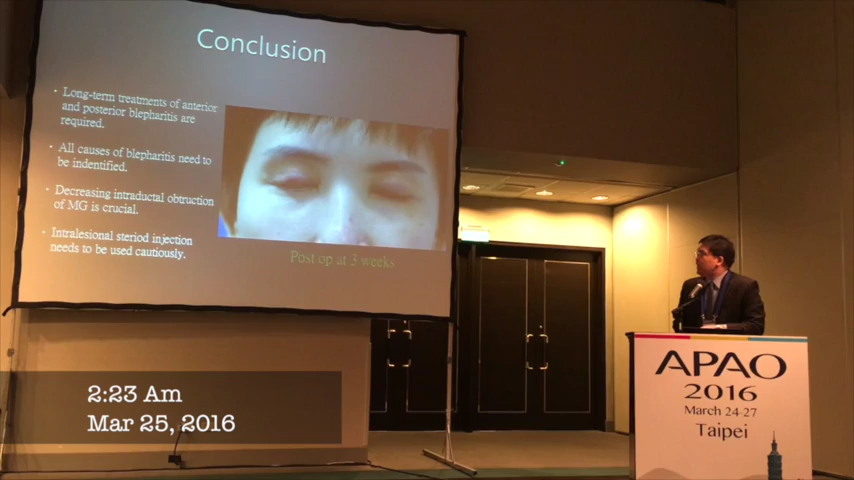 Conclusion
• Long-term treatments of anterior
and posterior blepharitis are
required.
• All causes of blepharitis need to
be indentified.
• Decreasing intraductal obtruction
of MG is crucial.
• Intralesional steriod injection
needs to be used cautiously.
Post op at 3 weeks
2:23 Am
Mar 25, 2016
APAO
2016
March 24-27
Taipei